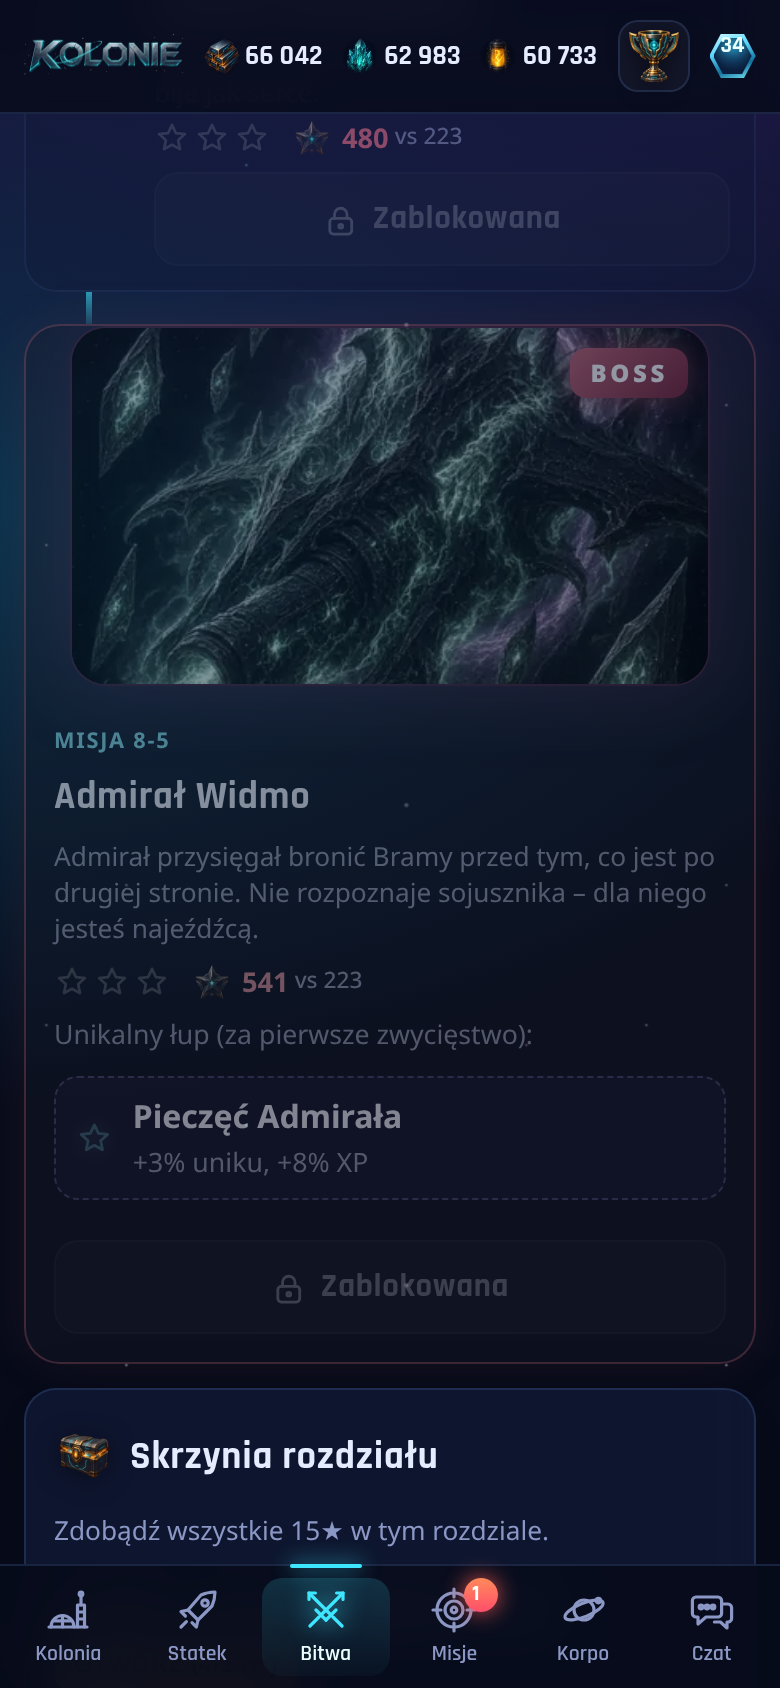 KOLONIE
66 042
62 983
60 733
34
480 vs 223
Zablokowana
BOSS
MISJA 8-5
Admirał Widmo
Admirał przysięgał bronić Bramy przed tym, co jest po
drugiej stronie. Nie rozpoznaje sojusznika – dla niego
jesteś najeźdźcą.
541 vs 223
Unikalny łup (za pierwsze zwycięstwo):
Pieczęć Admirała
+3% uniku, +8% XP
Zablokowana
Skrzynia rozdziału
Zdobądź wszystkie 15★ w tym rozdziale.
1
Kolonia
Statek
Bitwa
Misje
Korpo
Czat